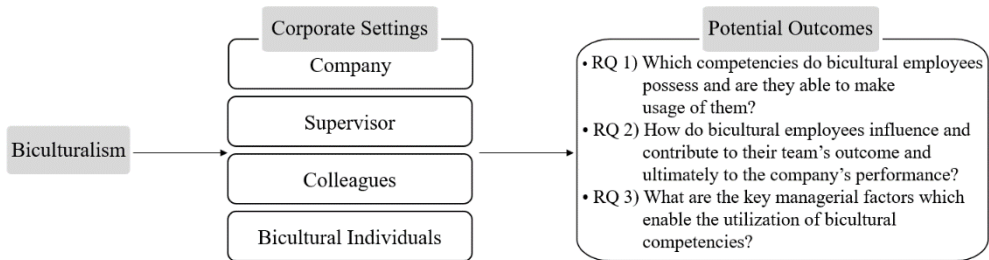 Biculturalism
Corporate Settings
Company
Supervisor
Colleagues
Bicultural Individuals
Potential Outcomes
• RQ 1) Which competencies do bicultural employees
possess and are they able to make
usage of them?
• RQ 2) How do bicultural employees influence and
contribute to their team's outcome and
ultimately to the company's performance?
• RQ 3) What are the key managerial factors which
enable the utilization of bicultural
competencies?